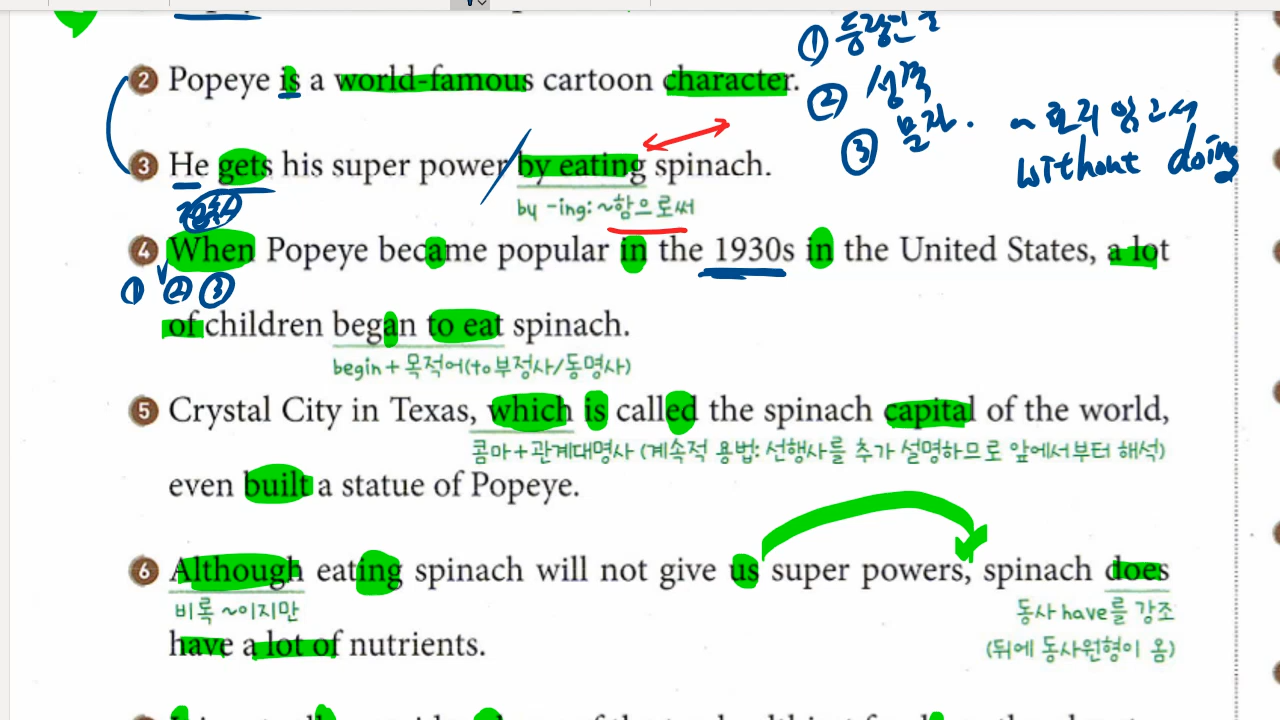 ① 등장인물
② Popeye is a world-famous cartoon character.
② 성격
③ 문자.
③ He gets his super power by eating spinach.
without doing
by -ing: ~함으로써
④ When Popeye became popular in the 1930s in the United States, a lot
① ② ③
of children began to eat spinach.
begin + 목적어(to부정사/동명사)
⑤ Crystal City in Texas, which is called the spinach capital of the world,
콤마+관계대명사 (계속적 용법: 선행사를 추가 설명하므로 앞에서부터 해석)
even built a statue of Popeye.
⑥ Although eating spinach will not give us super powers, spinach does
비록 ~이지만
동사 have를 강조
have a lot of nutrients.
(뒤에 동사원형이 옴)